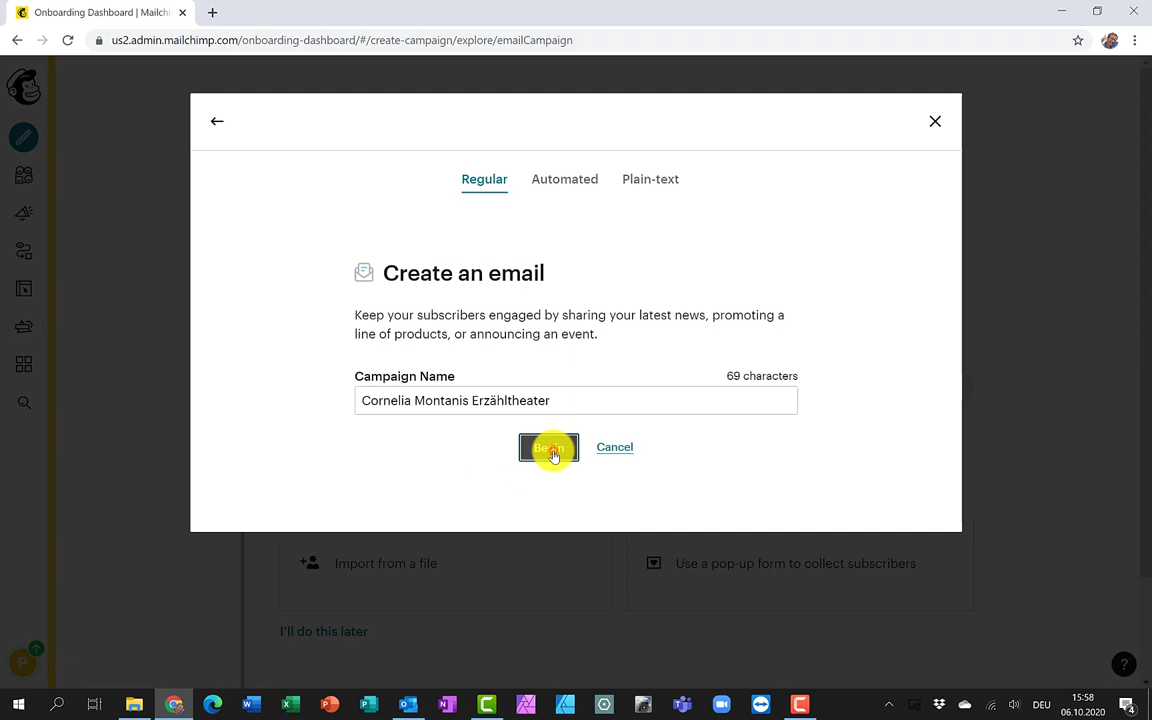 Onboarding Dashboard | Mailchi
us2.admin.mailchimp.com/onboarding-dashboard/#/create-campaign/explore/emailCampaign
Regular
Automated
Plain-text
Create an email
Keep your subscribers engaged by sharing your latest news, promoting a
line of products, or announcing an event.
Campaign Name
69 characters
Cornelia Montanis Erzähltheater
Begin
Cancel
Import from a file
Use a pop-up form to collect subscribers
I'll do this later
P
?
DEU
15:58
06.10.2020
4